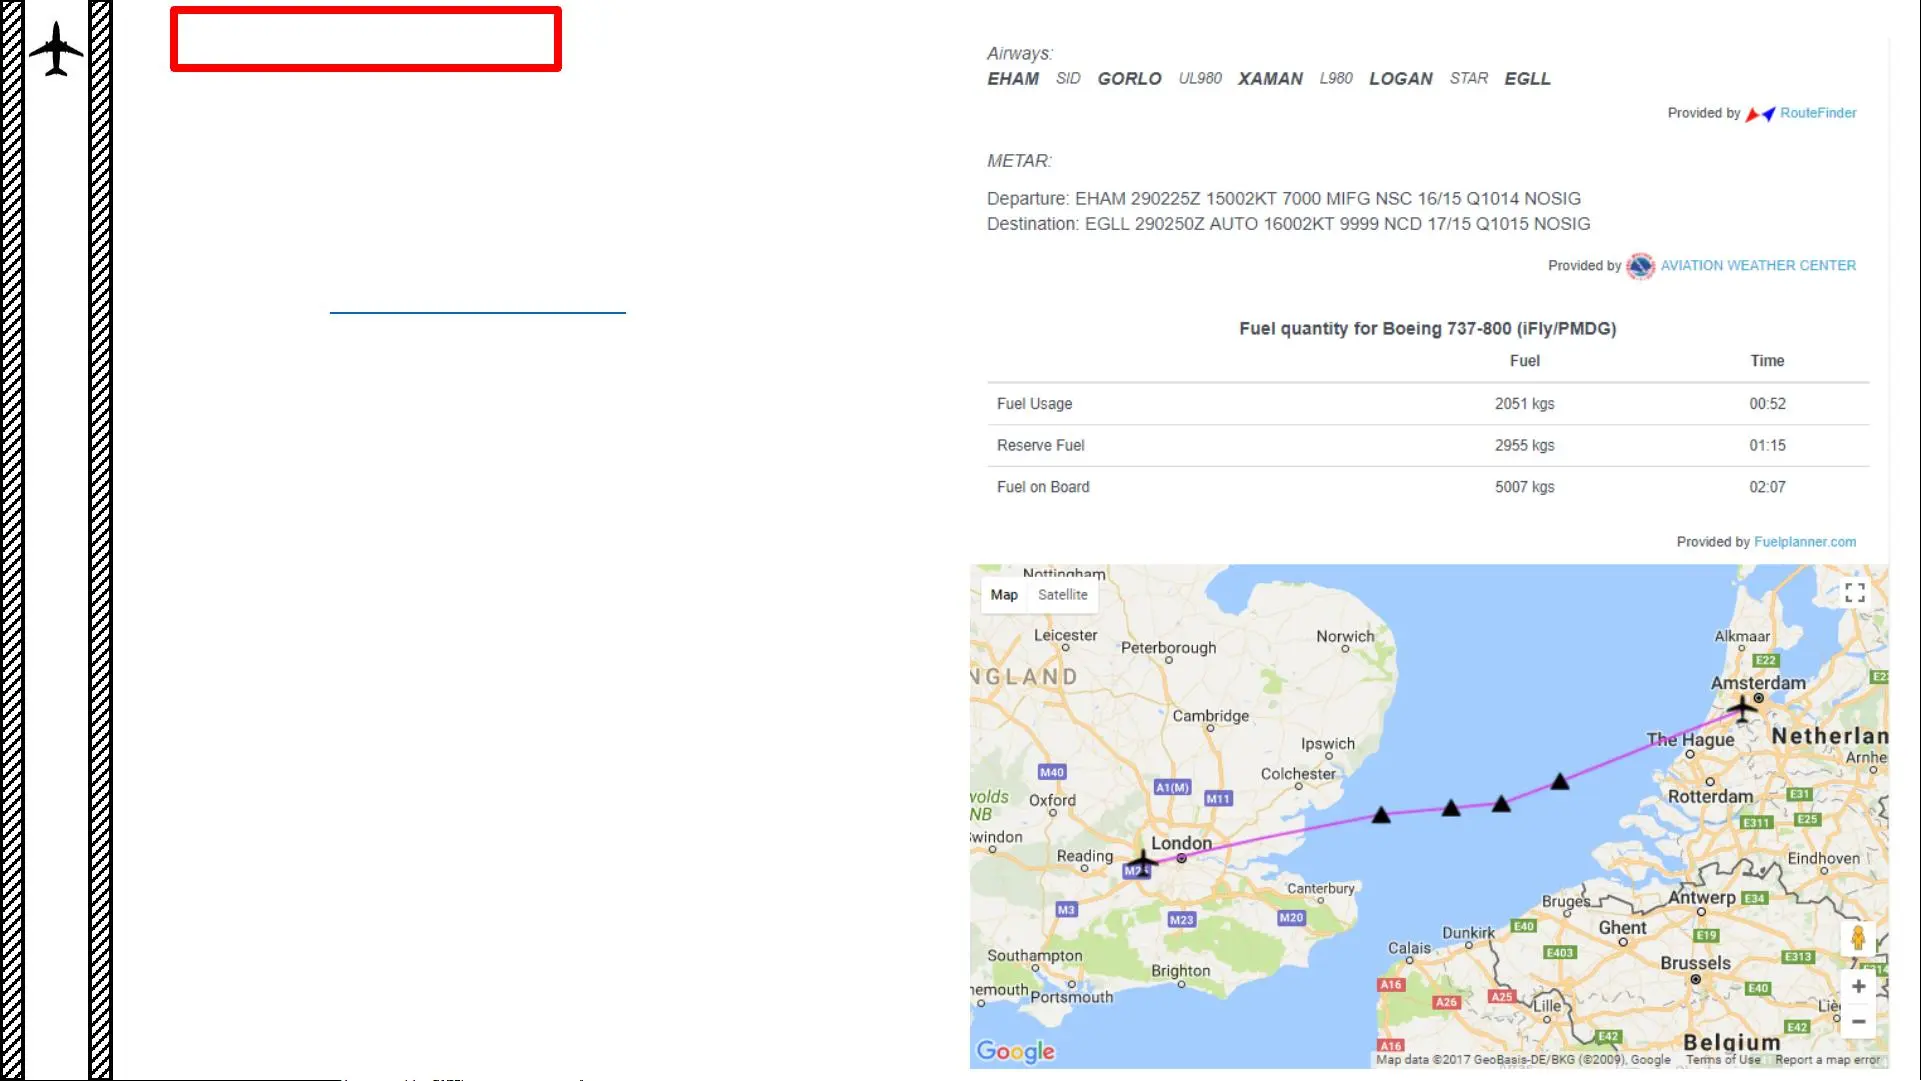 Airways:
EHAM SID GORLO UL980 XAMAN L980 LOGAN STAR EGLL
Provided by RouteFinder
METAR:
Departure: EHAM 290225Z 15002KT 7000 MIFG NSC 16/15 Q1014 NOSIG
Destination: EGLL 290250Z AUTO 16002KT 9999 NCD 17/15 Q1015 NOSIG
Provided by AVIATION WEATHER CENTER
Fuel quantity for Boeing 737-800 (iFly/PMDG)
Fuel Time
Fuel Usage 2051 kgs 00:52
Reserve Fuel 2955 kgs 01:15
Fuel on Board 5007 kgs 02:07
Provided by Fuelplanner.com
Nottingham
Map Satellite
Leicester
Peterborough
Norwich
Alkmaar
NGLAND
E22
Amsterdam
Cambridge
Ipswich
The Hague
Netherlan
Arnhe
M40
Colchester
A1(M)
M11
Oxford
Rotterdam
E31
E311
E25
wolds
NB
windon
London
Reading
Eindhoven
Canterbury
Antwerp
E34
Bruges
M3
M23
M20
Ghent
E19
Dunkirk
E40
Calais
E403
E313
Southampton
Brighton
Brussels
nemouth
Portsmouth
A16
A26
A25
Lille
E40
E42
E42
A16
Belgium
Google
Map data ©2017 GeoBasis-DE/BKG (©2009), Google Terms of Use Report a map error